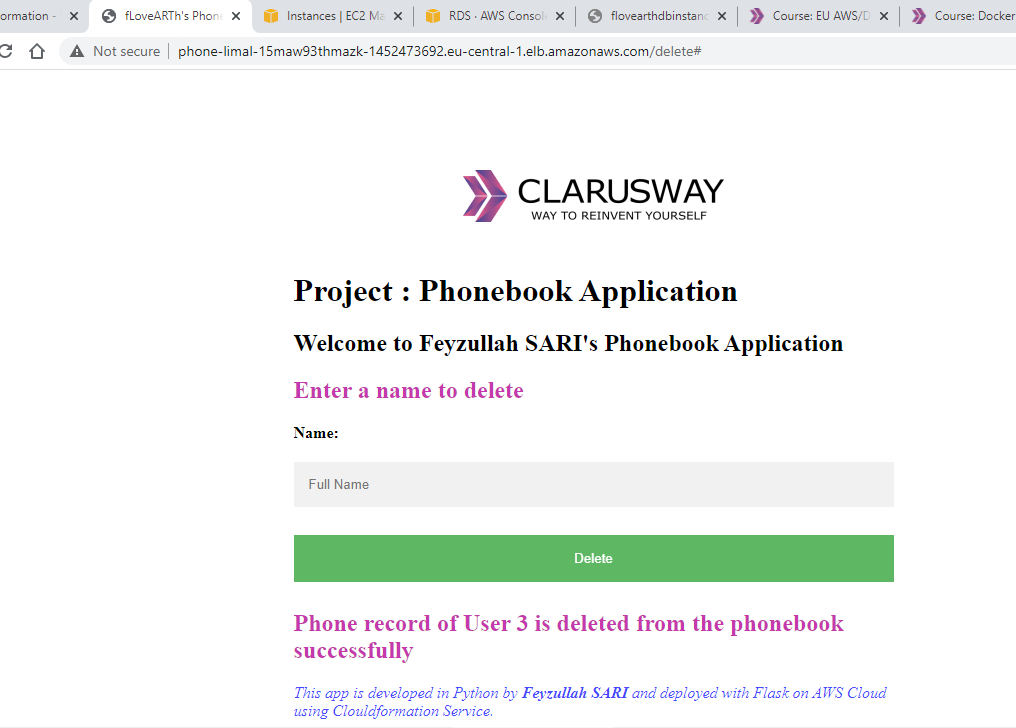 ormation -
fLoveARTh's Phon
Instances | EC2 Ma
RDS · AWS Consol
flovearthdbinstanc
Course: EU AWS/D
Course: Docker
Not secure
phone-limal-15maw93thmazk-1452473692.eu-central-1.elb.amazonaws.com/delete#
CLARUSWAY
WAY TO REINVENT YOURSELF
Project : Phonebook Application
Welcome to Feyzullah SARI's Phonebook Application
Enter a name to delete
Name:
Full Name
Delete
Phone record of User 3 is deleted from the phonebook
successfully
This app is developed in Python by Feyzullah SARI and deployed with Flask on AWS Cloud
using Clouldformation Service.